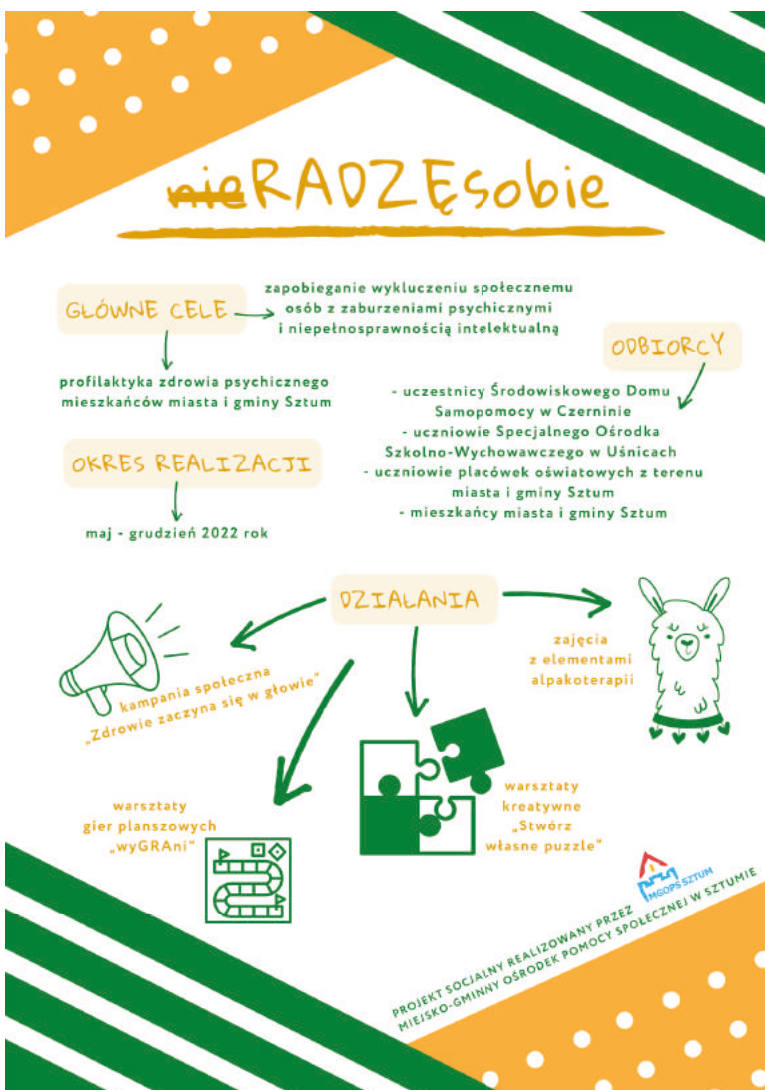 nieRADZĘsobie
GŁÓWNE CELE
zapobieganie wykluczeniu społecznemu
osób z zaburzeniami psychicznymi
i niepełnosprawnością intelektualną
profilaktyka zdrowia psychicznego
mieszkańców miasta i gminy Sztum
ODBIORCY
- uczestnicy Środowiskowego Domu
Samopomocy w Czerninie
- uczniowie Specjalnego Ośrodka
Szkolno-Wychowawczego w Uśnicach
- uczniowie placówek oświatowych z terenu
miasta i gminy Sztum
- mieszkańcy miasta i gminy Sztum
OKRES REALIZACJI
maj - grudzień 2022 rok
DZIAŁANIA
kampania społeczna
„Zdrowie zaczyna się w głowie"
zajęcia
z elementami
alpakoterapii
warsztaty
gier planszowych
„wyGRAni"
warsztaty
kreatywne
„Stwórz
własne puzzle"
MGOPS SZTUM
PROJEKT SOCJALNY REALIZOWANY PRZEZ
MIEJSKO-GMINNY OŚRODEK POMOCY SPOŁECZNEJ W SZTUMIE